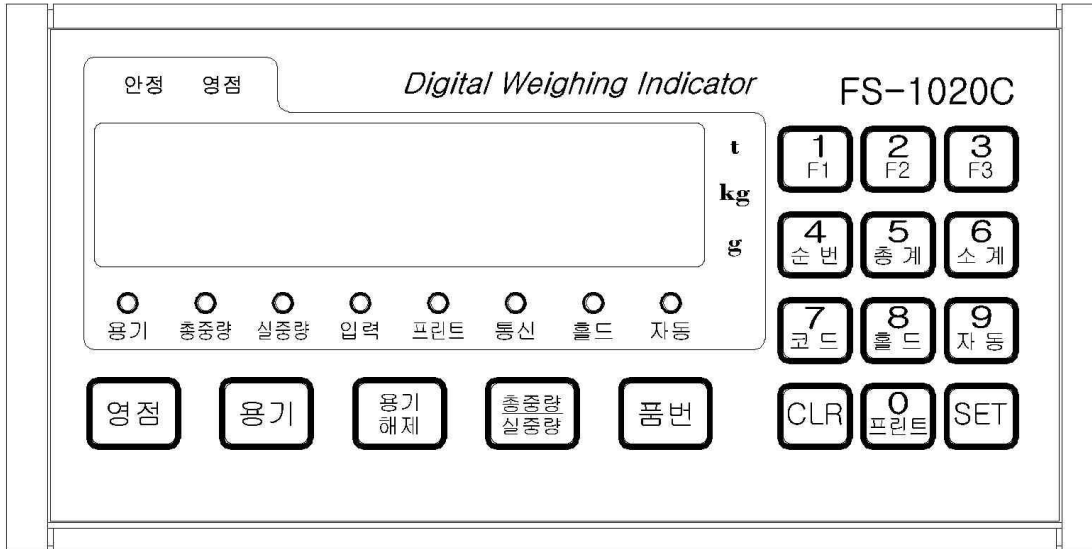 안정 영점
Digital Weighing Indicator
FS-1020C
t
kg
g
용기 총중량 실중량 입력 프린트 통신 홀드 자동
영점
용기
용기
해제
총중량
실중량
품번
1 2 3
F1 F2 F3
4 5 6
순번 총계 소계
7 8 9
코드 홀드 자동
CLR 0 SET
프린트